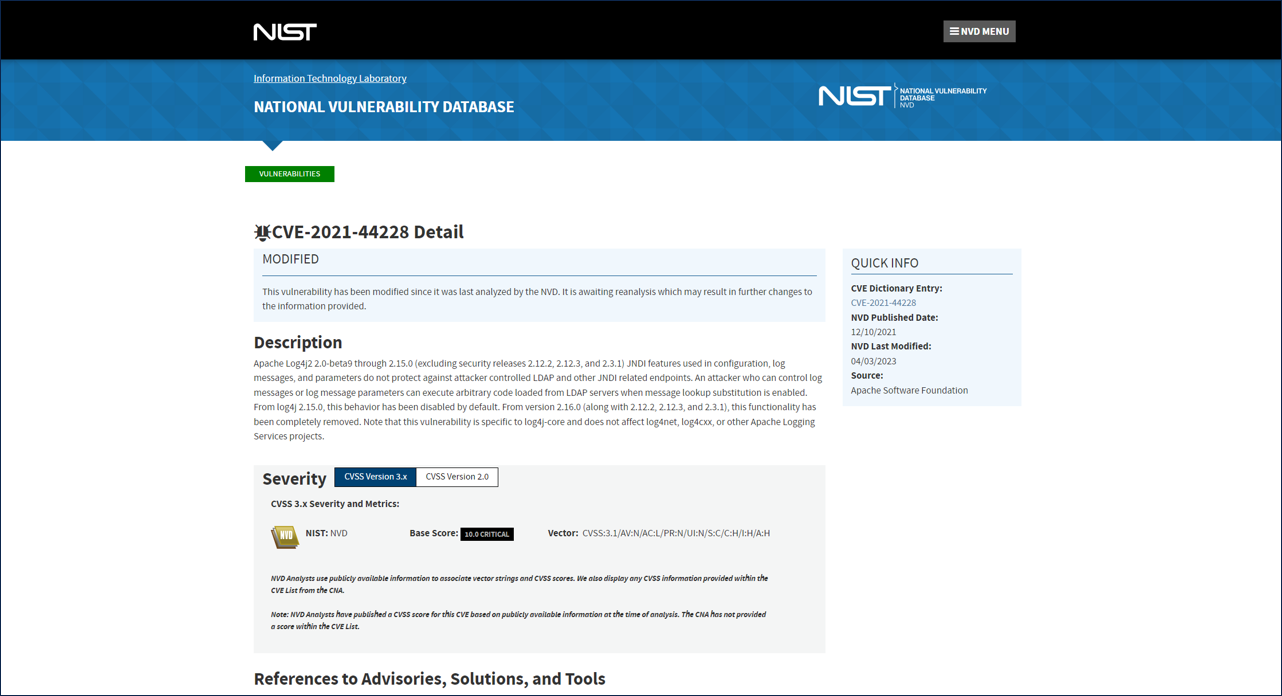 NIST
NVD MENU
Information Technology Laboratory
NATIONAL VULNERABILITY DATABASE
NIST
NATIONAL VULNERABILITY
DATABASE
NVD
VULNERABILITIES
CVE-2021-44228 Detail
MODIFIED
This vulnerability has been modified since it was last analyzed by the NVD. It is awaiting reanalysis which may result in further changes to
the information provided.
Description
Apache Log4j2 2.0-beta9 through 2.15.0 (excluding security releases 2.12.2, 2.12.3, and 2.3.1) JNDI features used in configuration, log
messages, and parameters do not protect against attacker controlled LDAP and other JNDI related endpoints. An attacker who can control log
messages or log message parameters can execute arbitrary code loaded from LDAP servers when message lookup substitution is enabled.
From log4j 2.15.0, this behavior has been disabled by default. From version 2.16.0 (along with 2.12.2, 2.12.3, and 2.3.1), this functionality has
been completely removed. Note that this vulnerability is specific to log4j-core and does not affect log4net, log4cxx, or other Apache Logging
Services projects.
Severity
CVSS Version 3.x
CVSS Version 2.0
CVSS 3.x Severity and Metrics:
NVD
NIST: NVD
Base Score: 10.0 CRITICAL
Vector: CVSS:3.1/AV:N/AC:L/PR:N/UI:N/S:C/C:H/I:H/A:H
NVD Analysts use publicly available information to associate vector strings and CVSS scores. We also display any CVSS information provided within the
CVE List from the CNA.
Note: NVD Analysts have published a CVSS score for this CVE based on publicly available information at the time of analysis. The CNA has not provided
a score within the CVE List.
References to Advisories, Solutions, and Tools
QUICK INFO
CVE Dictionary Entry:
CVE-2021-44228
NVD Published Date:
12/10/2021
NVD Last Modified:
04/03/2023
Source:
Apache Software Foundation